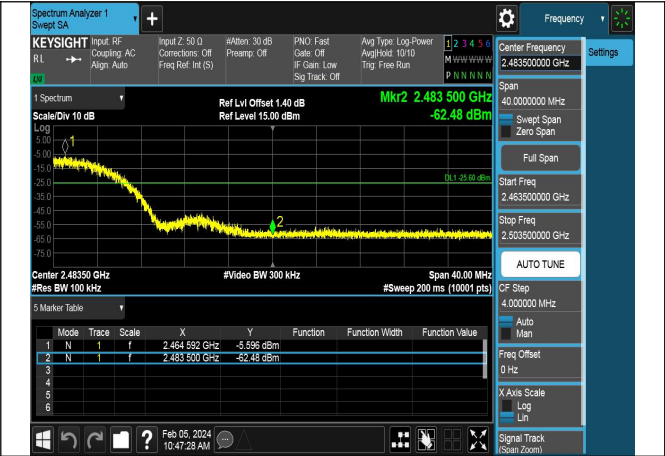 Spectrum Analyzer 1
Swept SA
Frequency
KEYSIGHT Input: RF Input Z: 50 Ω #Atten: 30 dB PNO: Fast Avg Type: Log-Power 1 2 3 4 5 6
RL Coupling: AC Corrections: Off Preamp: Off Gate: Off Avg|Hold: 10/10 M W W W W W
Align: Auto Freq Ref: Int (S) IF Gain: Low Trig: Free Run
Sig Track: Off P N N N N N
1 Spectrum
Ref Lvl Offset 1.40 dB Mkr2 2.483 500 GHz
Scale/Div 10 dB Ref Level 15.00 dBm -62.48 dBm
Log
5.00
1
-5.00
-15.0
-25.0
DL1 -25.60 dBm
-35.0
-45.0
-55.0
2
-65.0
-75.0
Center 2.48350 GHz #Video BW 300 kHz Span 40.00 MHz
#Res BW 100 kHz #Sweep 200 ms (10001 pts)
5 Marker Table
Mode Trace Scale X Y Function Function Width Function Value
1 N 1 f 2.464 592 GHz -5.596 dBm
2 N 1 f 2.483 500 GHz -62.48 dBm
3
4
5
6
Feb 05, 2024
10:47:28 AM
?
Center Frequency
2.483500000 GHz
Settings
Span
40.0000000 MHz
Swept Span
Zero Span
Full Span
Start Freq
2.463500000 GHz
Stop Freq
2.503500000 GHz
AUTO TUNE
CF Step
4.000000 MHz
Auto
Man
Freq Offset
0 Hz
X Axis Scale
Log
Lin
Signal Track
(Span Zoom)